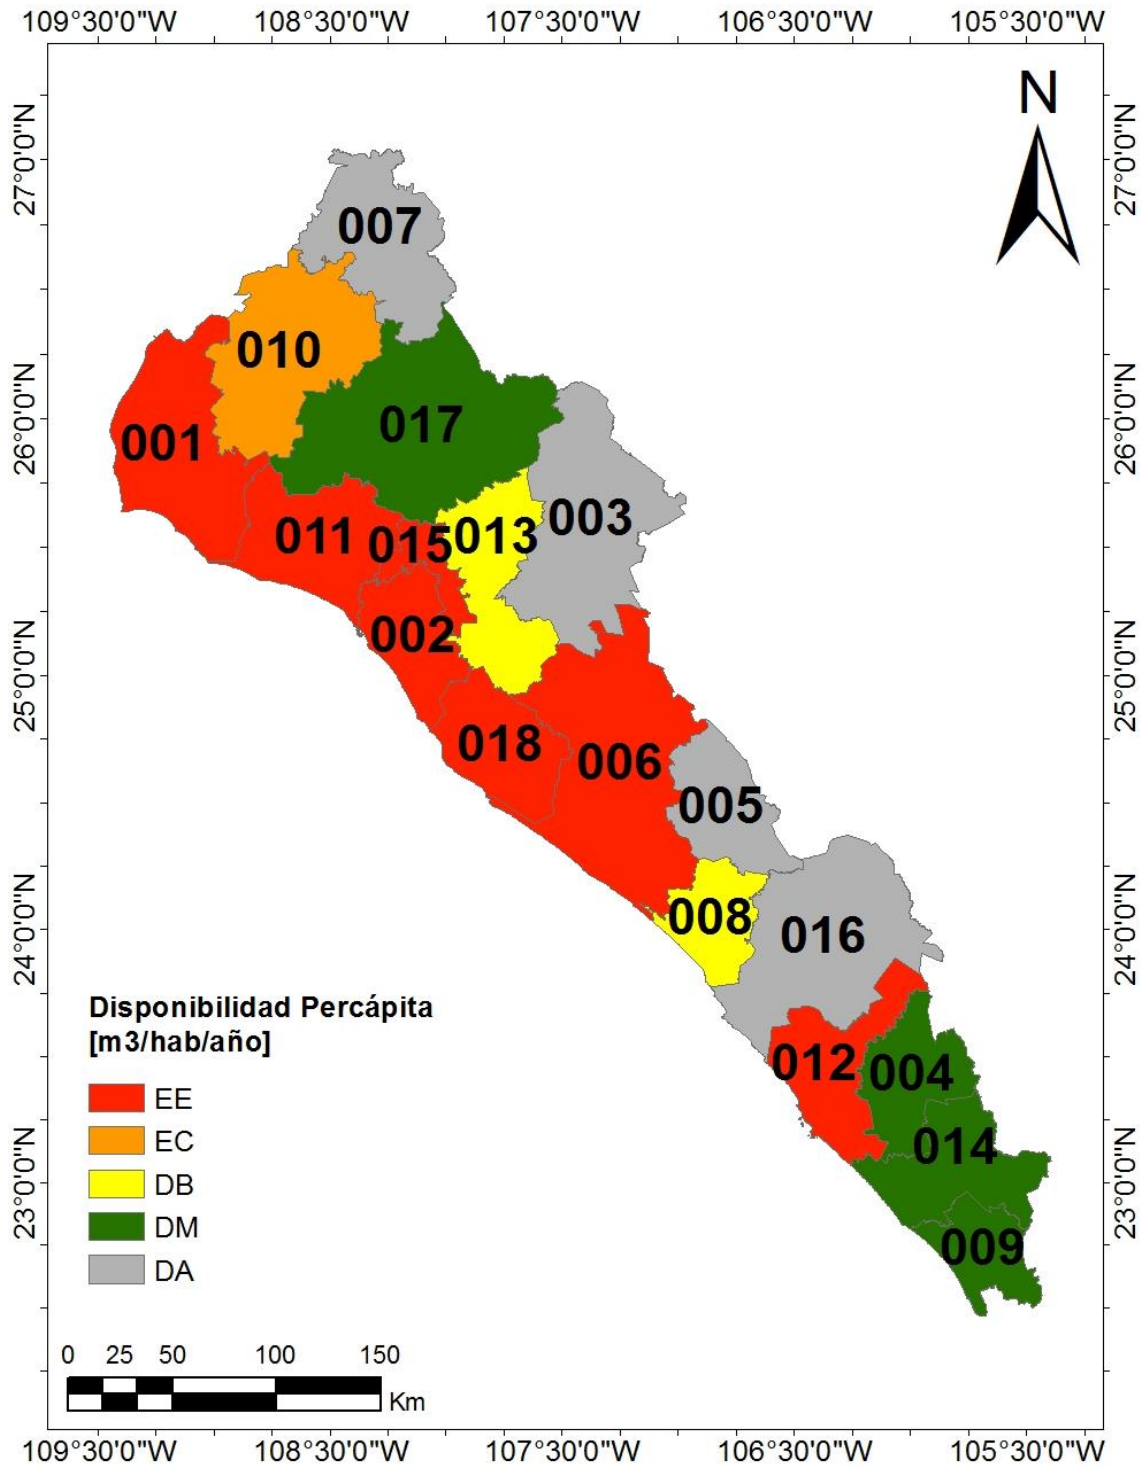 109°30'0"W 108°30'0"W 107°30'0"W 106°30'0"W 105°30'0"W
N
27°0'0"N 27°0'0"N
007
010
26°0'0"N 26°0'0"N
017
001
003
011 015 013
002
25°0'0"N 25°0'0"N
018
006
005
008
24°0'0"N 24°0'0"N
016
Disponibilidad Percápita
[m3/hab/año]
012 004
EE
EC
014
23°0'0"N 23°0'0"N
DB
DM
009
DA
0 25 50 100 150
Km
109°30'0"W 108°30'0"W 107°30'0"W 106°30'0"W 105°30'0"W